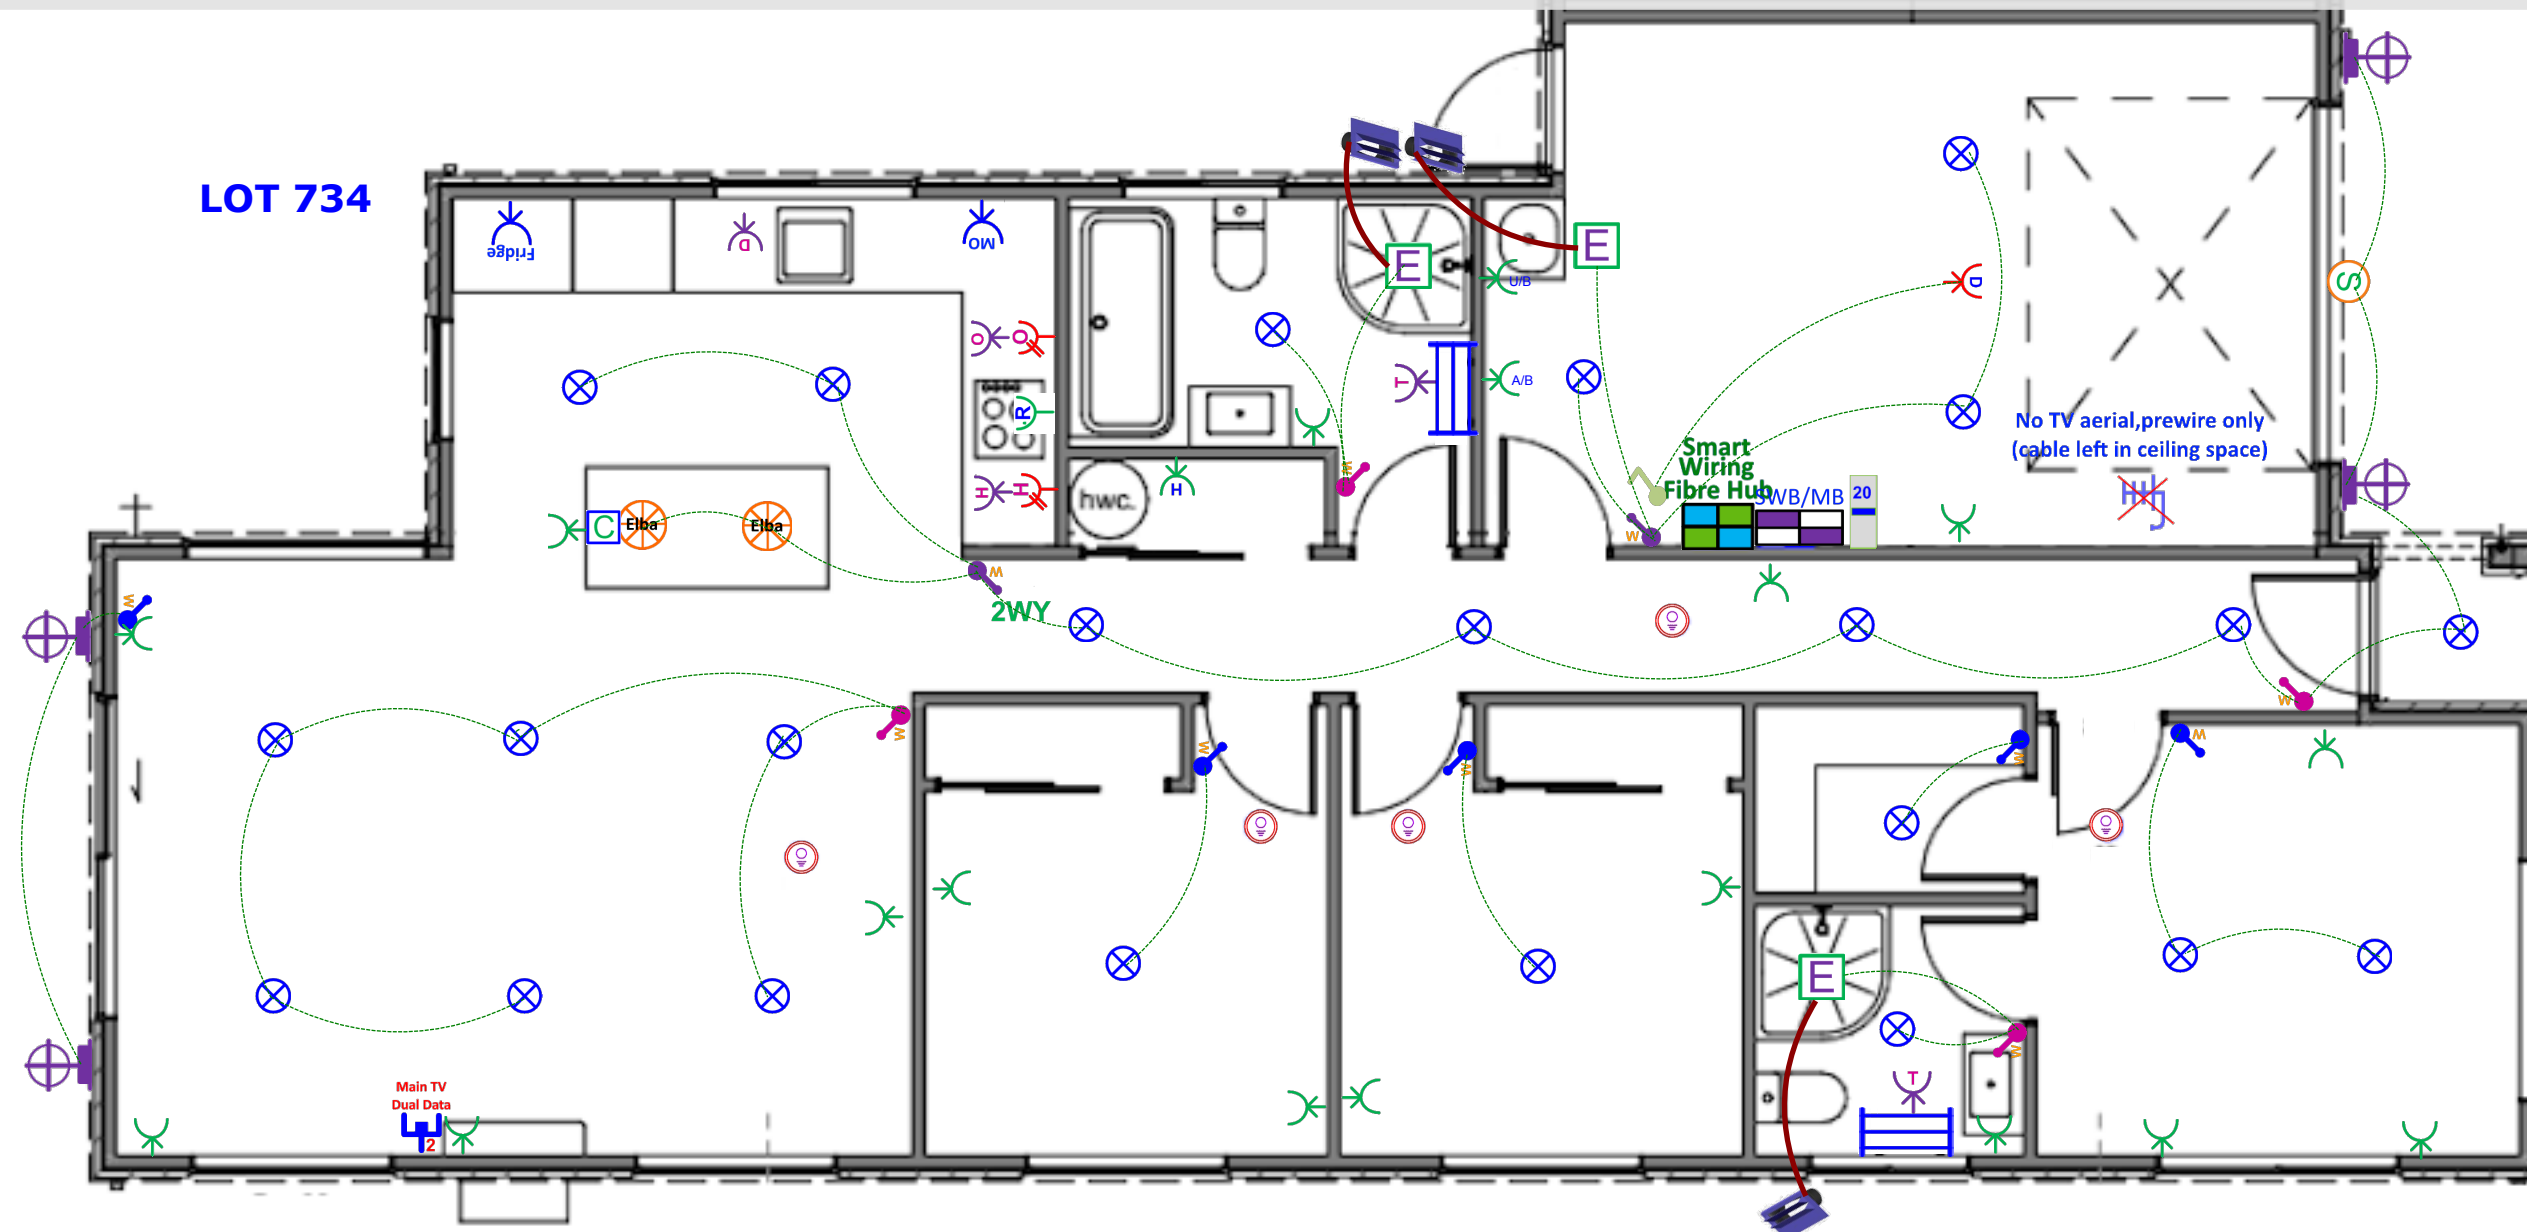 LOT 734
Fridge
D
MO
E
E
U/B
D
O
O
T
A/B
R
No TV aerial,prewire only
(cable left in ceiling space)
S
Smart
Wiring
Fibre Hub
SWB/MB
20
H
H
H
hwc.
W
W
C
Elba
Elba
W
2WY
W
W
W
W
W
W
W
E
W
T
Main TV
Dual Data
2